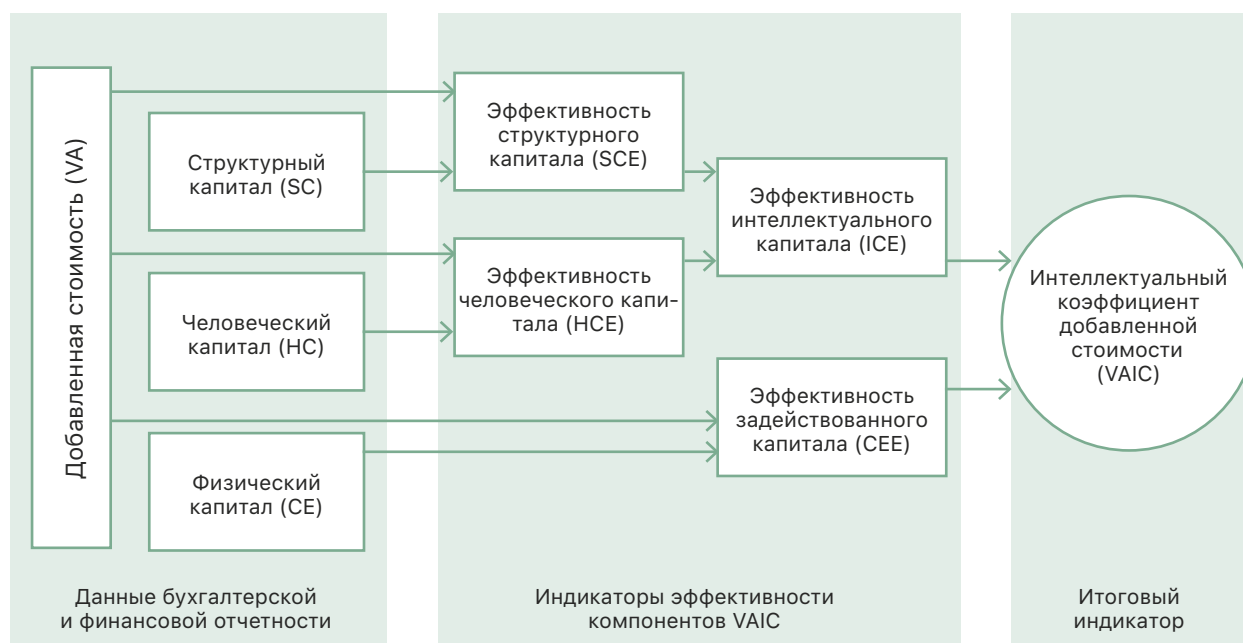 Добавленная стоимость (VA)
Структурный
капитал (SC)
Человеческий
капитал (HC)
Физический
капитал (CE)
Эффективность
структурного
капитала (SCE)
Эффективность
человеческого капи-
тала (HCE)
Эффективность
интеллектуального
капитала (ICE)
Эффективность
задействованного
капитала (CEE)
Интеллектуальный
коэффициент
добавленной
стоимости
(VAIC)
Данные бухгалтерской
и финансовой отчетности
Индикаторы эффективности
компонентов VAIC
Итоговый
индикатор